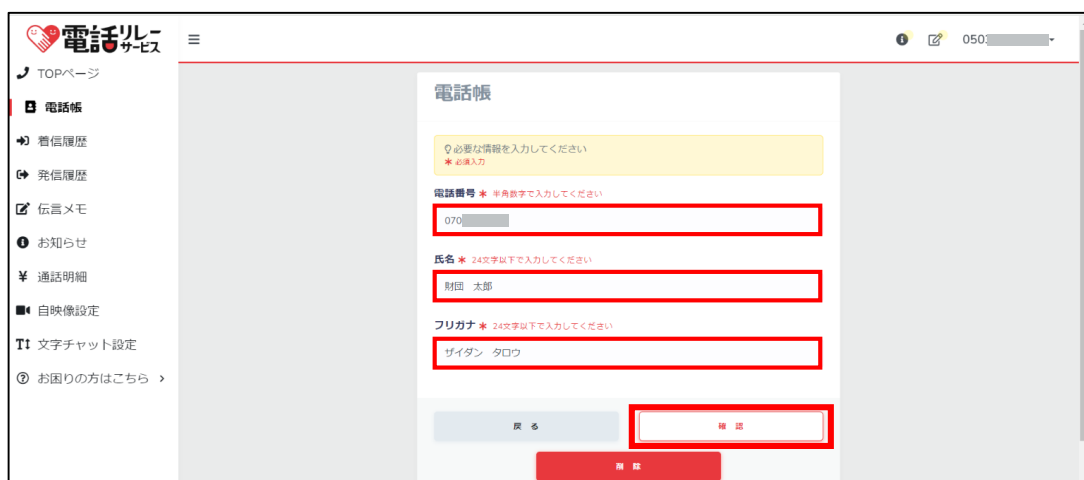 電話リレーサービス
050
TOPページ
電話帳
着信履歴
発信履歴
伝言メモ
お知らせ
¥ 通話明細
自映像設定
文字チャット設定
お困りの方はこちら >
電話帳
必要な情報を入力してください
* 必須入力
電話番号 * 半角数字で入力してください
070
氏名 * 24文字以下で入力してください
財団 太郎
フリガナ * 24文字以下で入力してください
ザイダン タロウ
戻 る
確 認
削 除